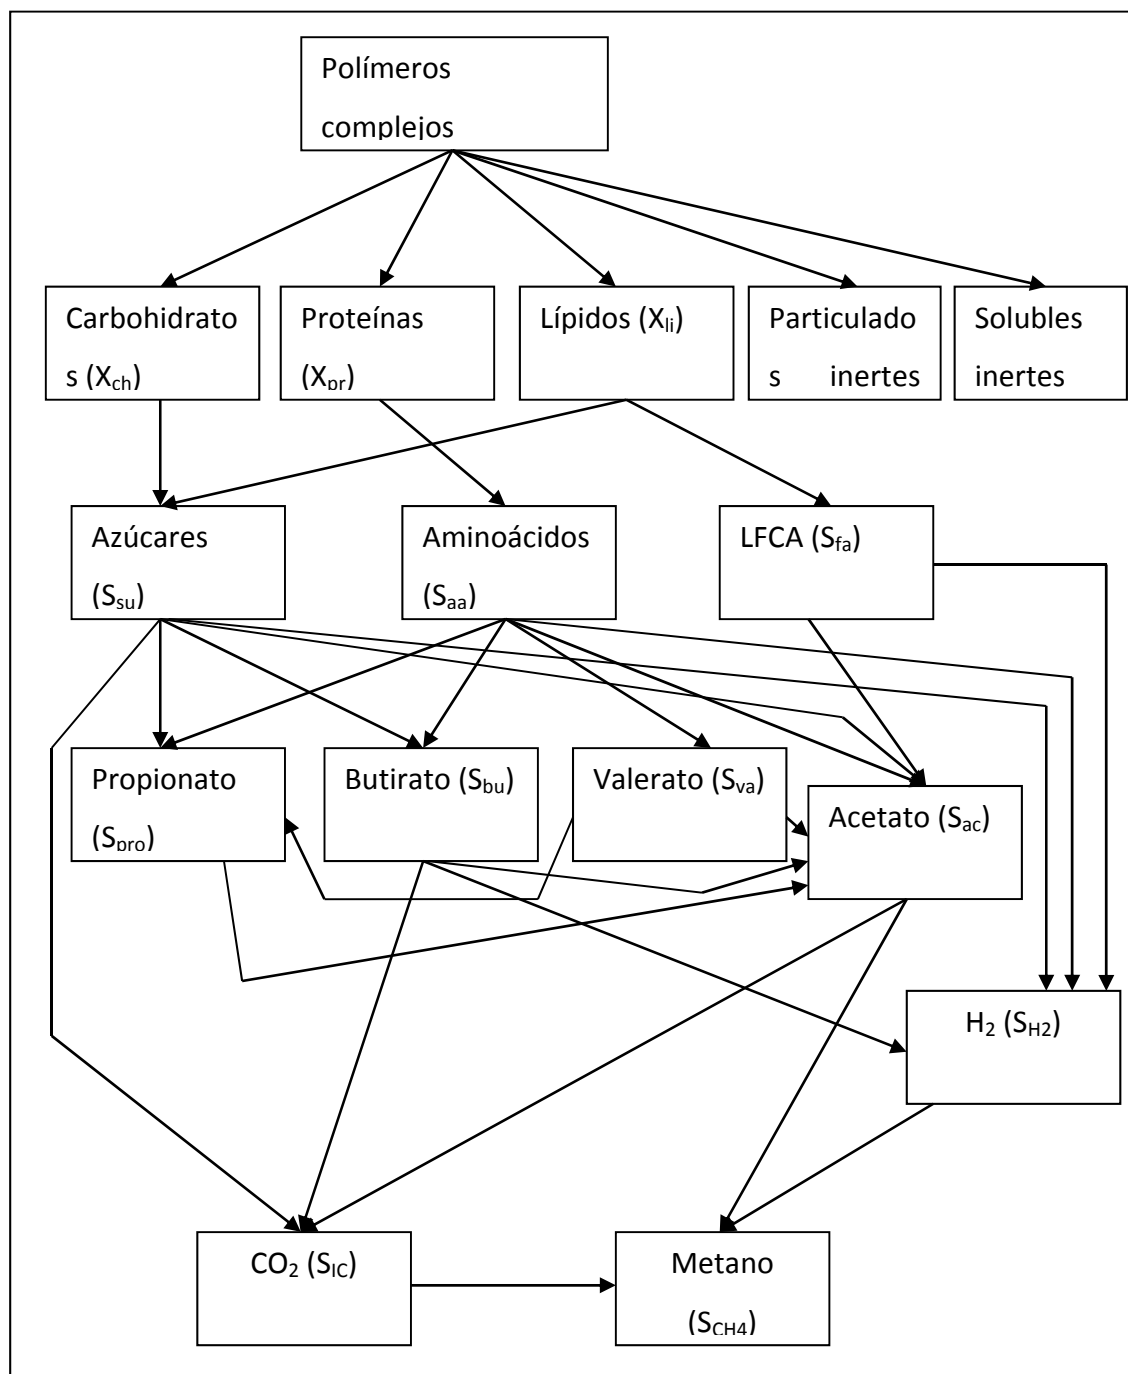 Polímeros
complejos
Carbohidrato
s (Xch)
Proteínas
(Xpr)
Lípidos (Xli)
Particulado
s inertes
Solubles
inertes
Azúcares
(Ssu)
Aminoácidos
(Saa)
LFCA (Sfa)
Propionato
(Spro)
Butirato (Sbu)
Valerato (Sva)
Acetato (Sac)
H2 (SH2)
CO2 (SIC)
Metano
(SCH4)